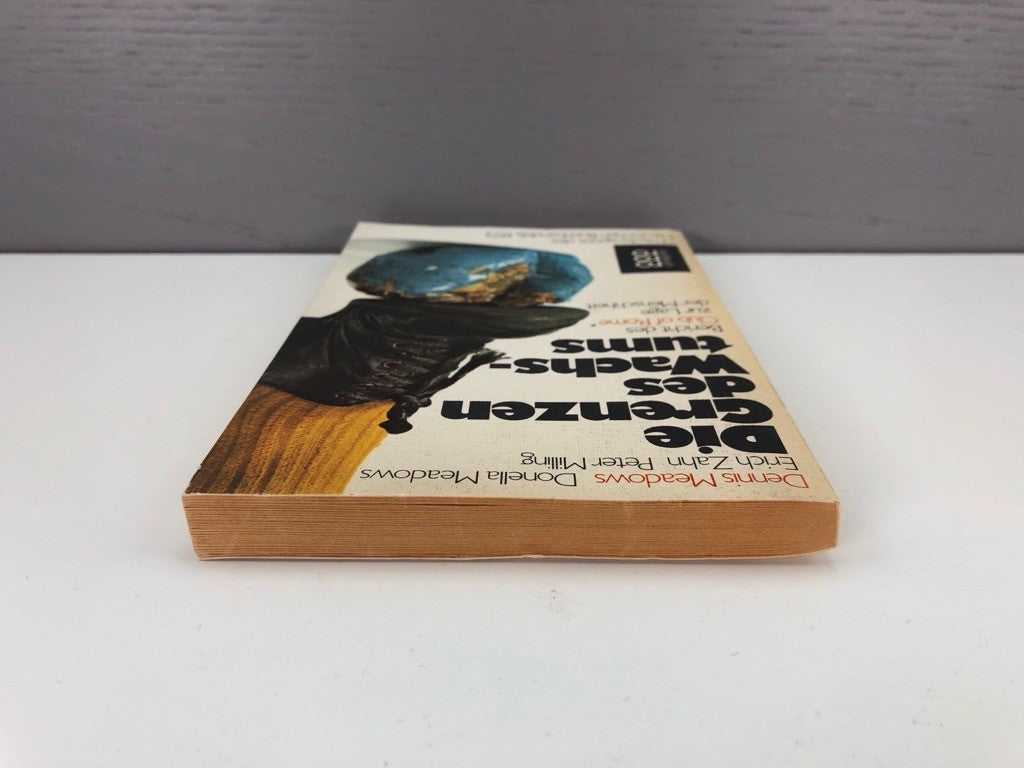 Dennis Meadows Donella Meadows
Erich Zahn Peter Milling
Die
Grenzen
des
Wachs-
tums
Bericht des
Club of Rome
zur Lage
der Menschheit
rororo